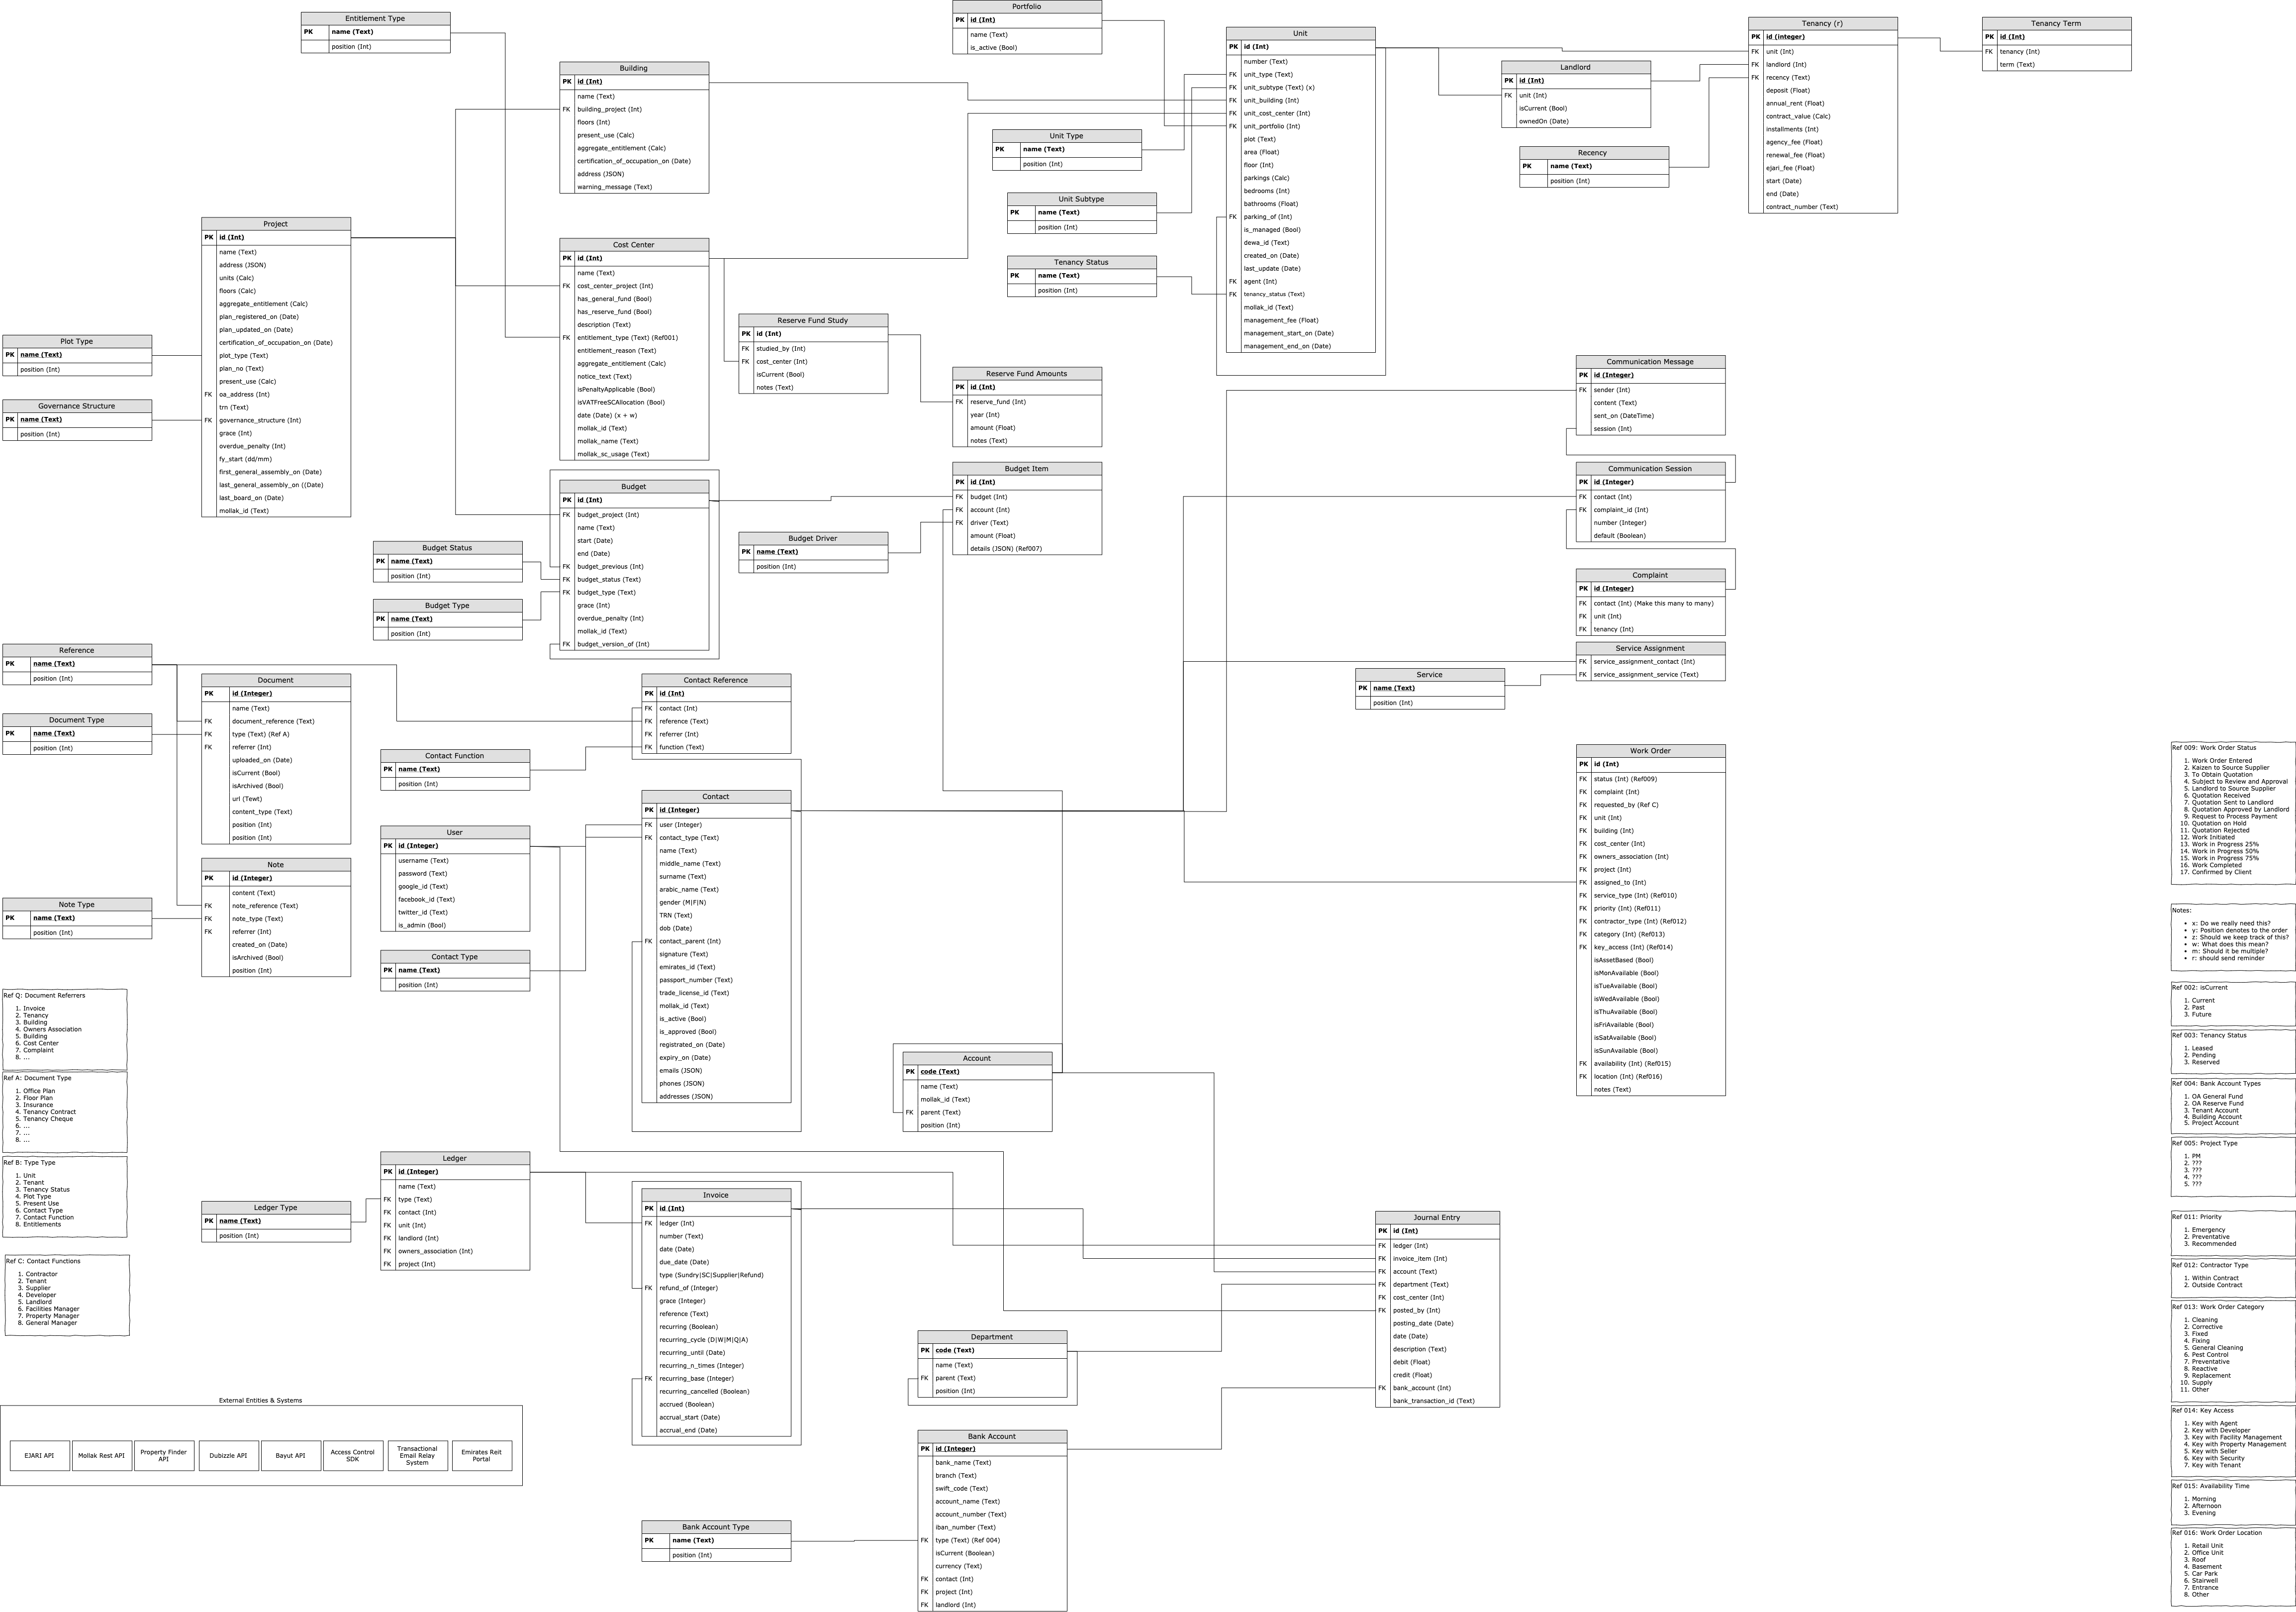 Entitlement Type
PK name (Text)
position (Int)
Portfolio
PK id (Int)
name (Text)
is_active (Bool)
Building
PK id (Int)
name (Text)
FK building_project (Int)
floors (Int)
present_use (Calc)
aggregate_entitlement (Calc)
certification_of_occupation_on (Date)
address (JSON)
warning_message (Text)
Unit
PK id (Int)
number (Text)
FK unit_type (Text)
FK unit_subtype (Text) (x)
FK unit_building (Int)
FK unit_cost_center (Int)
FK unit_portfolio (Int)
plot (Text)
area (Float)
floor (Int)
parkings (Calc)
bedrooms (Int)
bathrooms (Float)
FK parking_of (Int)
is_managed (Bool)
dewa_id (Text)
created_on (Date)
last_update (Date)
FK agent (Int)
FK tenancy_status (Text)
mollak_id (Text)
management_fee (Float)
management_start_on (Date)
management_end_on (Date)
Landlord
PK id (Int)
FK unit (Int)
isCurrent (Bool)
ownedOn (Date)
Tenancy (r)
PK id (integer)
FK unit (Int)
FK landlord (Int)
FK recency (Text)
deposit (Float)
annual_rent (Float)
contract_value (Calc)
installments (Int)
agency_fee (Float)
renewal_fee (Float)
ejari_fee (Float)
start (Date)
end (Date)
contract_number (Text)
Tenancy Term
PK id (Int)
FK tenancy (Int)
term (Text)
Recency
PK name (Text)
position (Int)
Unit Type
PK name (Text)
position (Int)
Unit Subtype
PK name (Text)
position (Int)
Tenancy Status
PK name (Text)
position (Int)
Project
PK id (Int)
name (Text)
address (JSON)
units (Calc)
floors (Calc)
aggregate_entitlement (Calc)
plan_registered_on (Date)
plan_updated_on (Date)
certification_of_occupation_on (Date)
plot_type (Text)
plan_no (Text)
present_use (Calc)
FK oa_address (Int)
trn (Text)
FK governance_structure (Int)
grace (Int)
overdue_penalty (Int)
fy_start (dd/mm)
first_general_assembly_on (Date)
last_general_assembly_on ((Date)
last_board_on (Date)
mollak_id (Text)
Plot Type
PK name (Text)
position (Int)
Governance Structure
PK name (Text)
position (Int)
Cost Center
PK id (Int)
name (Text)
FK cost_center_project (Int)
has_general_fund (Bool)
has_reserve_fund (Bool)
description (Text)
FK entitlement_type (Text) (Ref001)
entitlement_reason (Text)
aggregate_entitlement (Calc)
notice_text (Text)
isPenaltyApplicable (Bool)
isVATFreeSCAllocation (Bool)
date (Date) (x + w)
mollak_id (Text)
mollak_name (Text)
mollak_sc_usage (Text)
Reserve Fund Study
PK id (Int)
FK studied_by (Int)
FK cost_center (Int)
isCurrent (Bool)
notes (Text)
Reserve Fund Amounts
PK id (Int)
FK reserve_fund (Int)
year (Int)
amount (Float)
notes (Text)
Communication Message
PK id (Integer)
FK sender (Int)
content (Text)
sent_on (DateTime)
session (Int)
Communication Session
PK id (Integer)
FK contact (Int)
FK complaint_id (Int)
number (Integer)
default (Boolean)
Complaint
PK id (Integer)
FK contact (Int) (Make this many to many)
FK unit (Int)
FK tenancy (Int)
Service Assignment
FK service_assignment_contact (Int)
FK service_assignment_service (Text)
Service
PK name (Text)
position (Int)
Budget
PK id (Int)
FK budget_project (Int)
name (Text)
start (Date)
end (Date)
FK budget_previous (Int)
FK budget_status (Text)
FK budget_type (Text)
grace (Int)
overdue_penalty (Int)
mollak_id (Text)
FK budget_version_of (Int)
Budget Status
PK name (Text)
position (Int)
Budget Type
PK name (Text)
position (Int)
Budget Driver
PK name (Text)
position (Int)
Budget Item
PK id (Int)
FK budget (Int)
FK account (Int)
FK driver (Text)
amount (Float)
details (JSON) (Ref007)
Reference
PK name (Text)
position (Int)
Document Type
PK name (Text)
position (Int)
Document
PK id (Integer)
name (Text)
FK document_reference (Text)
FK type (Text) (Ref A)
FK referrer (Int)
uploaded_on (Date)
isCurrent (Bool)
isArchived (Bool)
url (Tewt)
content_type (Text)
position (Int)
position (Int)
Note
PK id (Integer)
content (Text)
FK note_reference (Text)
FK note_type (Text)
FK referrer (Int)
created_on (Date)
isArchived (Bool)
position (Int)
Note Type
PK name (Text)
position (Int)
Contact Reference
PK id (Int)
FK contact (Int)
FK reference (Text)
FK referrer (Int)
FK function (Text)
Contact Function
PK name (Text)
position (Int)
User
PK id (Integer)
username (Text)
password (Text)
google_id (Text)
facebook_id (Text)
twitter_id (Text)
is_admin (Bool)
Contact Type
PK name (Text)
position (Int)
Contact
PK id (Integer)
FK user (Integer)
FK contact_type (Text)
name (Text)
middle_name (Text)
surname (Text)
arabic_name (Text)
gender (M|F|N)
TRN (Text)
dob (Date)
FK contact_parent (Int)
signature (Text)
emirates_id (Text)
passport_number (Text)
trade_license_id (Text)
mollak_id (Text)
is_active (Bool)
is_approved (Bool)
registrated_on (Date)
expiry_on (Date)
emails (JSON)
phones (JSON)
addresses (JSON)
Work Order
PK id (Int)
FK status (Int) (Ref009)
FK complaint (Int)
FK requested_by (Ref C)
FK unit (Int)
FK building (Int)
FK cost_center (Int)
FK owners_association (Int)
FK project (Int)
FK assigned_to (Int)
FK service_type (Int) (Ref010)
FK priority (Int) (Ref011)
FK contractor_type (Int) (Ref012)
FK category (Int) (Ref013)
FK key_access (Int) (Ref014)
isAssetBased (Bool)
isMonAvailable (Bool)
isTueAvailable (Bool)
isWedAvailable (Bool)
isThuAvailable (Bool)
isFriAvailable (Bool)
isSatAvailable (Bool)
isSunAvailable (Bool)
FK availability (Int) (Ref015)
FK location (Int) (Ref016)
notes (Text)
Account
PK code (Text)
name (Text)
mollak_id (Text)
FK parent (Text)
position (Int)
Ledger
PK id (Integer)
name (Text)
FK type (Text)
FK contact (Int)
FK unit (Int)
FK landlord (Int)
FK owners_association (Int)
FK project (Int)
Ledger Type
PK name (Text)
position (Int)
Invoice
PK id (Int)
FK ledger (Int)
number (Text)
date (Date)
due_date (Date)
type (Sundry|SC|Supplier|Refund)
FK refund_of (Integer)
grace (Integer)
reference (Text)
recurring (Boolean)
recurring_cycle (D|W|M|Q|A)
recurring_until (Date)
recurring_n_times (Integer)
FK recurring_base (Integer)
recurring_cancelled (Boolean)
accrued (Boolean)
accrual_start (Date)
accrual_end (Date)
Journal Entry
PK id (Int)
FK ledger (Int)
FK invoice_item (Int)
FK account (Text)
FK department (Text)
FK cost_center (Int)
FK posted_by (Int)
posting_date (Date)
date (Date)
description (Text)
debit (Float)
credit (Float)
FK bank_account (Int)
bank_transaction_id (Text)
Department
PK code (Text)
name (Text)
FK parent (Text)
position (Int)
Bank Account
PK id (Integer)
bank_name (Text)
branch (Text)
swift_code (Text)
account_name (Text)
account_number (Text)
iban_number (Text)
FK type (Text) (Ref 004)
isCurrent (Boolean)
currency (Text)
FK contact (Int)
FK project (Int)
FK landlord (Int)
Bank Account Type
PK name (Text)
position (Int)
Ref Q: Document Referrers
1. Invoice
2. Tenancy
3. Building
4. Owners Association
5. Building
6. Cost Center
7. Complaint
8. ...
Ref A: Document Type
1. Office Plan
2. Floor Plan
3. Insurance
4. Tenancy Contract
5. Tenancy Cheque
6. ...
7. ...
8. ...
Ref B: Type Type
1. Unit
2. Tenant
3. Tenancy Status
4. Plot Type
5. Present Use
6. Contact Type
7. Contact Function
8. Entitlements
Ref C: Contact Functions
1. Contractor
2. Tenant
3. Supplier
4. Developer
5. Landlord
6. Facilities Manager
7. Property Manager
8. General Manager
External Entities & Systems
EJARI API
Mollak Rest API
Property Finder
API
Dubizzle API
Bayut API
Access Control
SDK
Transactional
Email Relay
System
Emirates Reit
Portal
Ref 009: Work Order Status
1. Work Order Entered
2. Kaizen to Source Supplier
3. To Obtain Quotation
4. Subject to Review and Approval
5. Landlord to Source Supplier
6. Quotation Received
7. Quotation Sent to Landlord
8. Quotation Approved by Landlord
9. Request to Process Payment
10. Quotation on Hold
11. Quotation Rejected
12. Work Initiated
13. Work in Progress 25%
14. Work in Progress 50%
15. Work in Progress 75%
16. Work Completed
17. Confirmed by Client
Notes:
• x: Do we really need this?
• y: Position denotes to the order
• z: Should we keep track of this?
• w: What does this mean?
• m: Should it be multiple?
• r: should send reminder
Ref 002: isCurrent
1. Current
2. Past
3. Future
Ref 003: Tenancy Status
1. Leased
2. Pending
3. Reserved
Ref 004: Bank Account Types
1. OA General Fund
2. OA Reserve Fund
3. Tenant Account
4. Building Account
5. Project Account
Ref 005: Project Type
1. PM
2. ???
3. ???
4. ???
5. ???
Ref 011: Priority
1. Emergency
2. Preventative
3. Recommended
Ref 012: Contractor Type
1. Within Contract
2. Outside Contract
Ref 013: Work Order Category
1. Cleaning
2. Corrective
3. Fixed
4. Fixing
5. General Cleaning
6. Pest Control
7. Preventative
8. Reactive
9. Replacement
10. Supply
11. Other
Ref 014: Key Access
1. Key with Agent
2. Key with Developer
3. Key with Facility Management
4. Key with Property Management
5. Key with Seller
6. Key with Security
7. Key with Tenant
Ref 015: Availability Time
1. Morning
2. Afternoon
3. Evening
Ref 016: Work Order Location
1. Retail Unit
2. Office Unit
3. Roof
4. Basement
5. Car Park
6. Stairwell
7. Entrance
8. Other